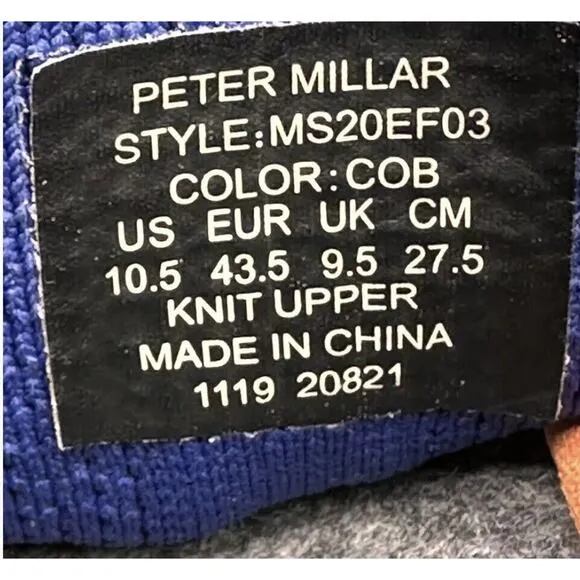 PETER MILLAR
STYLE:MS20EF03
COLOR:COB
US EUR UK CM
10.5 43.5 9.5 27.5
KNIT UPPER
MADE IN CHINA
1119 20821